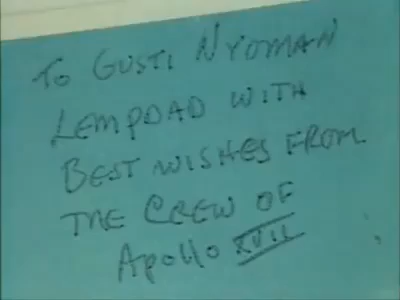 To GUSTI NYOMAN
LEMPOAD WITH
BEST WISHES FROM
THE CREW OF
Apollo XVII